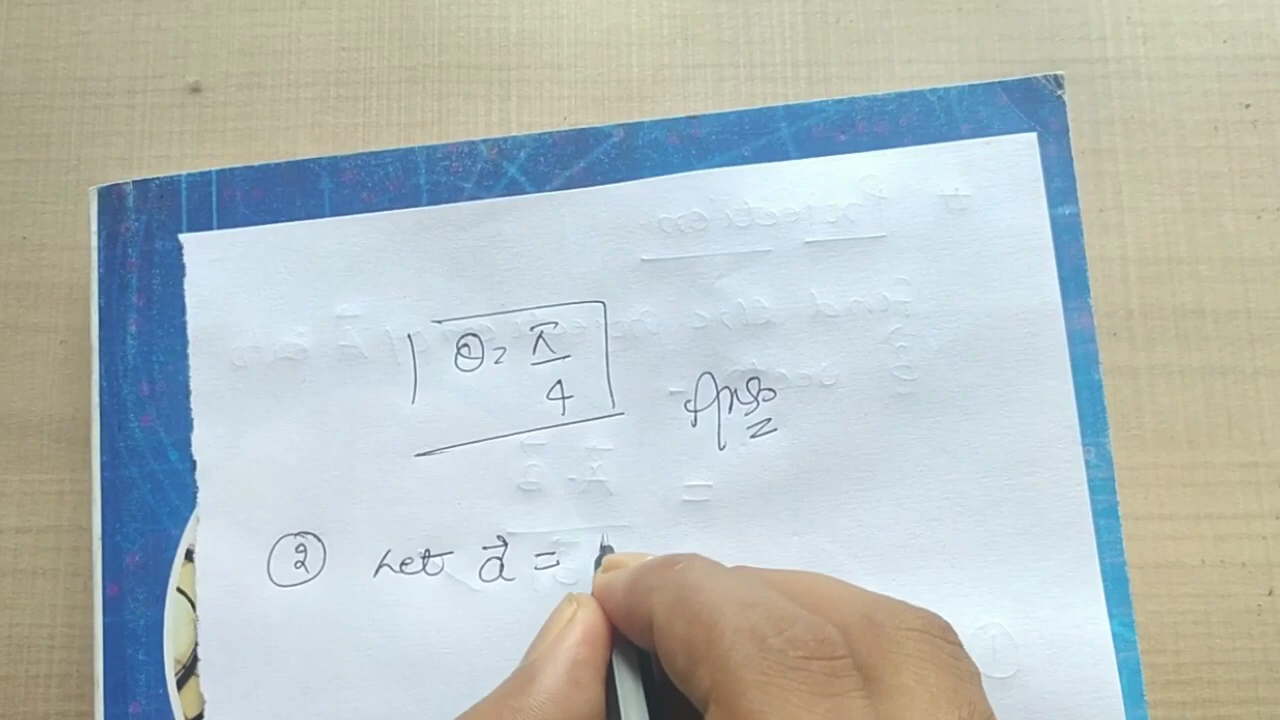 θ = π/4 Ans
② Let a⃗ =